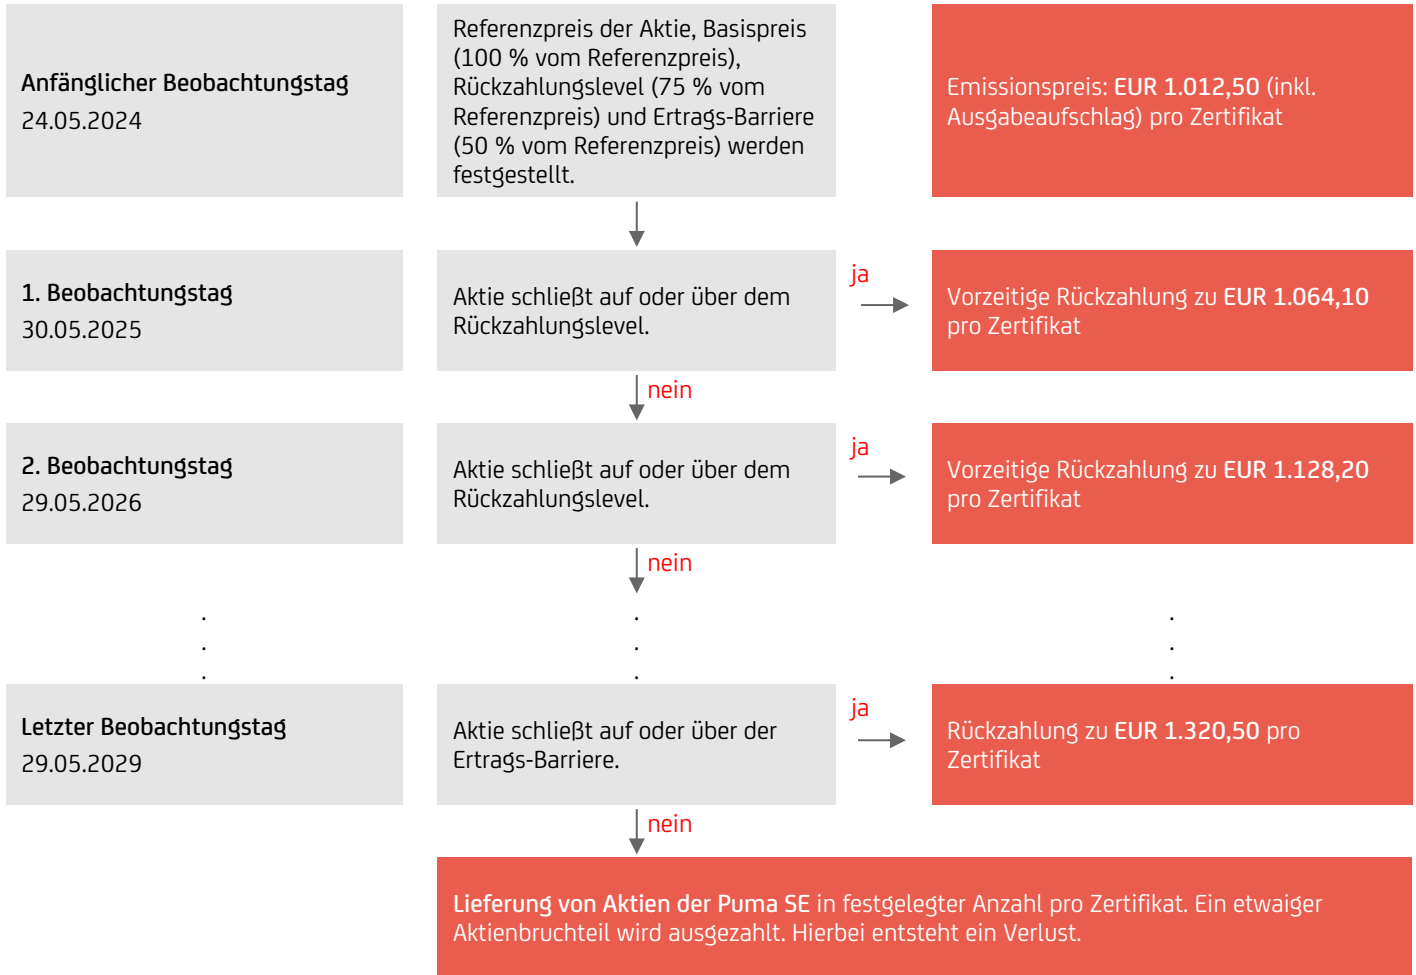 Anfänglicher Beobachtungstag
24.05.2024
Referenzpreis der Aktie, Basispreis
(100 % vom Referenzpreis),
Rückzahlungslevel (75 % vom
Referenzpreis) und Ertrags-Barriere
(50 % vom Referenzpreis) werden
festgestellt.
Emissionspreis: EUR 1.012,50 (inkl.
Ausgabeaufschlag) pro Zertifikat
1. Beobachtungstag
30.05.2025
Aktie schließt auf oder über dem
Rückzahlungslevel.
ja
Vorzeitige Rückzahlung zu EUR 1.064,10
pro Zertifikat
nein
2. Beobachtungstag
29.05.2026
Aktie schließt auf oder über dem
Rückzahlungslevel.
ja
Vorzeitige Rückzahlung zu EUR 1.128,20
pro Zertifikat
nein
. . .
. . .
. . .
Letzter Beobachtungstag
29.05.2029
Aktie schließt auf oder über der
Ertrags-Barriere.
ja
Rückzahlung zu EUR 1.320,50 pro
Zertifikat
nein
Lieferung von Aktien der Puma SE in festgelegter Anzahl pro Zertifikat. Ein etwaiger
Aktienbruchteil wird ausgezahlt. Hierbei entsteht ein Verlust.